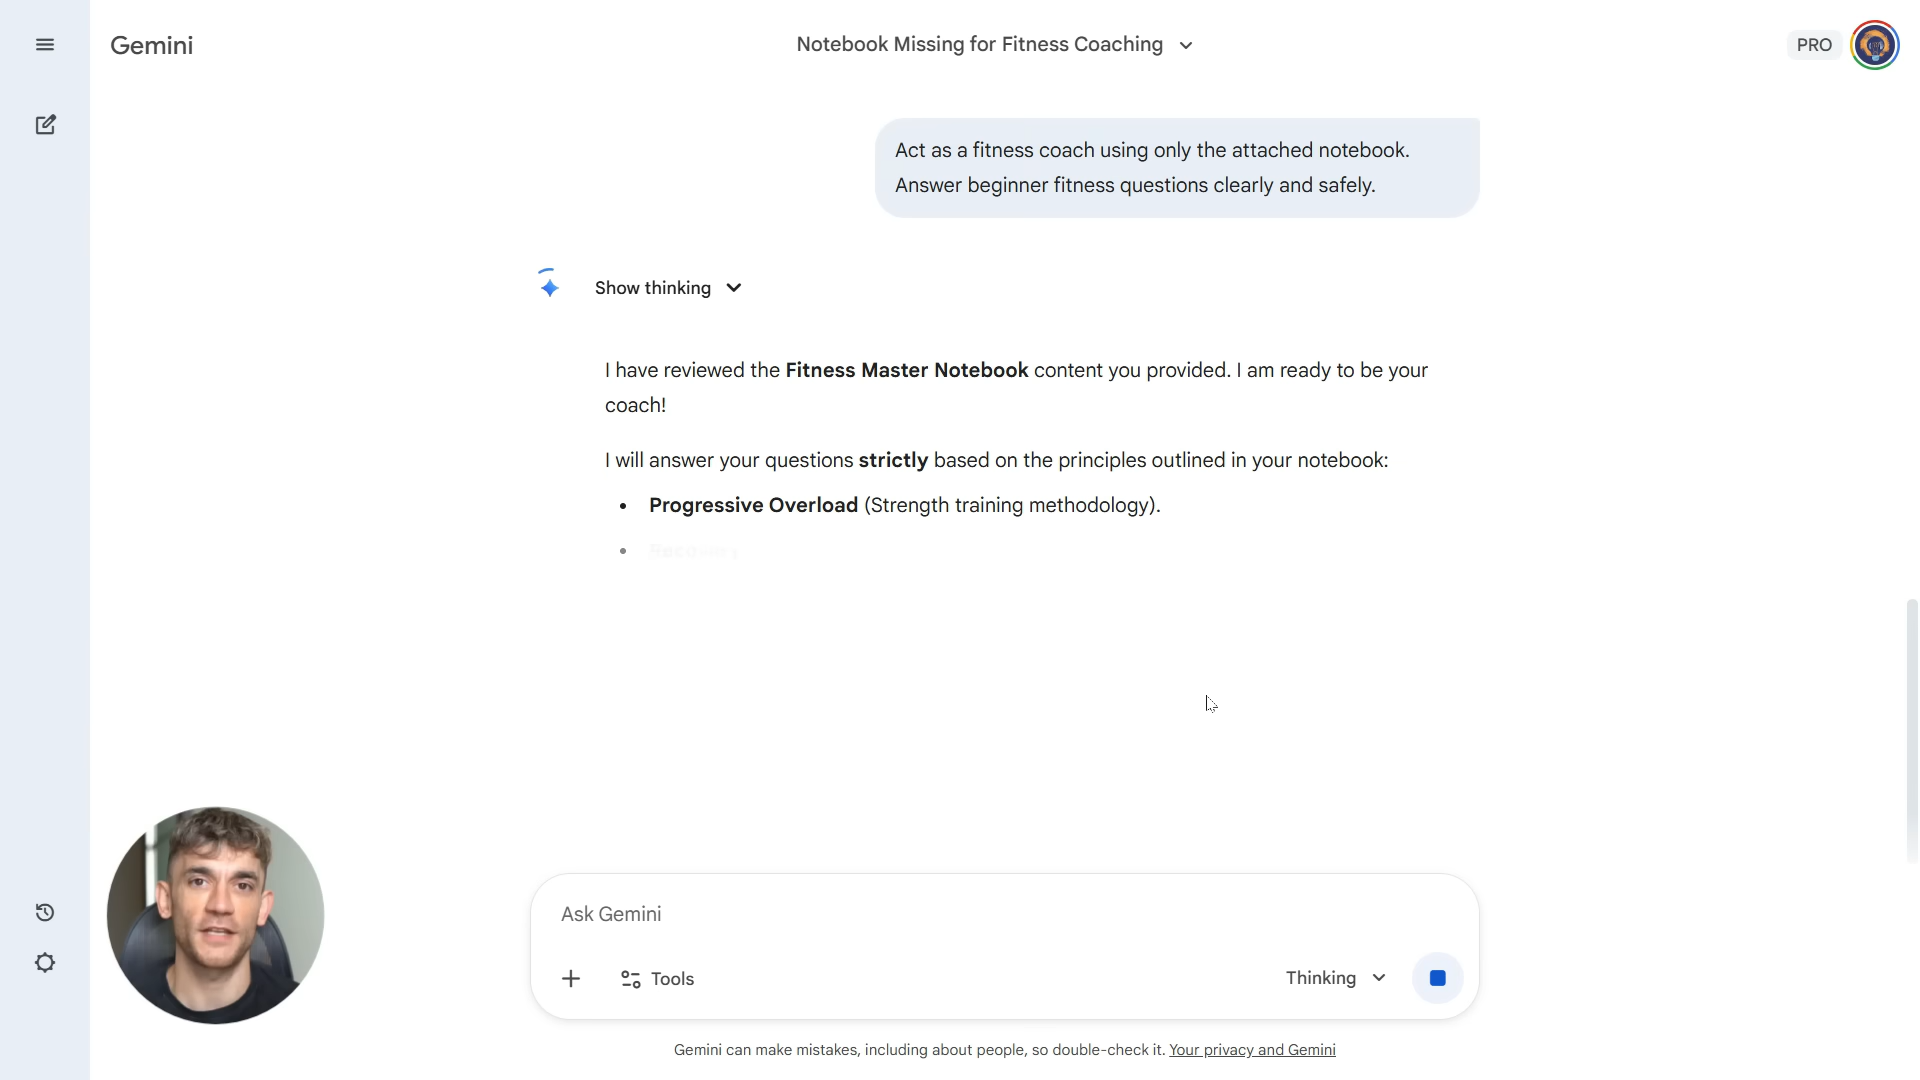 Gemini
Notebook Missing for Fitness Coaching
PRO
Act as a fitness coach using only the attached notebook.
Answer beginner fitness questions clearly and safely.
Show thinking
I have reviewed the Fitness Master Notebook content you provided. I am ready to be your
coach!
I will answer your questions strictly based on the principles outlined in your notebook:
• Progressive Overload (Strength training methodology).
• Recovery
Ask Gemini
Tools
Thinking
Gemini can make mistakes, including about people, so double-check it. Your privacy and Gemini